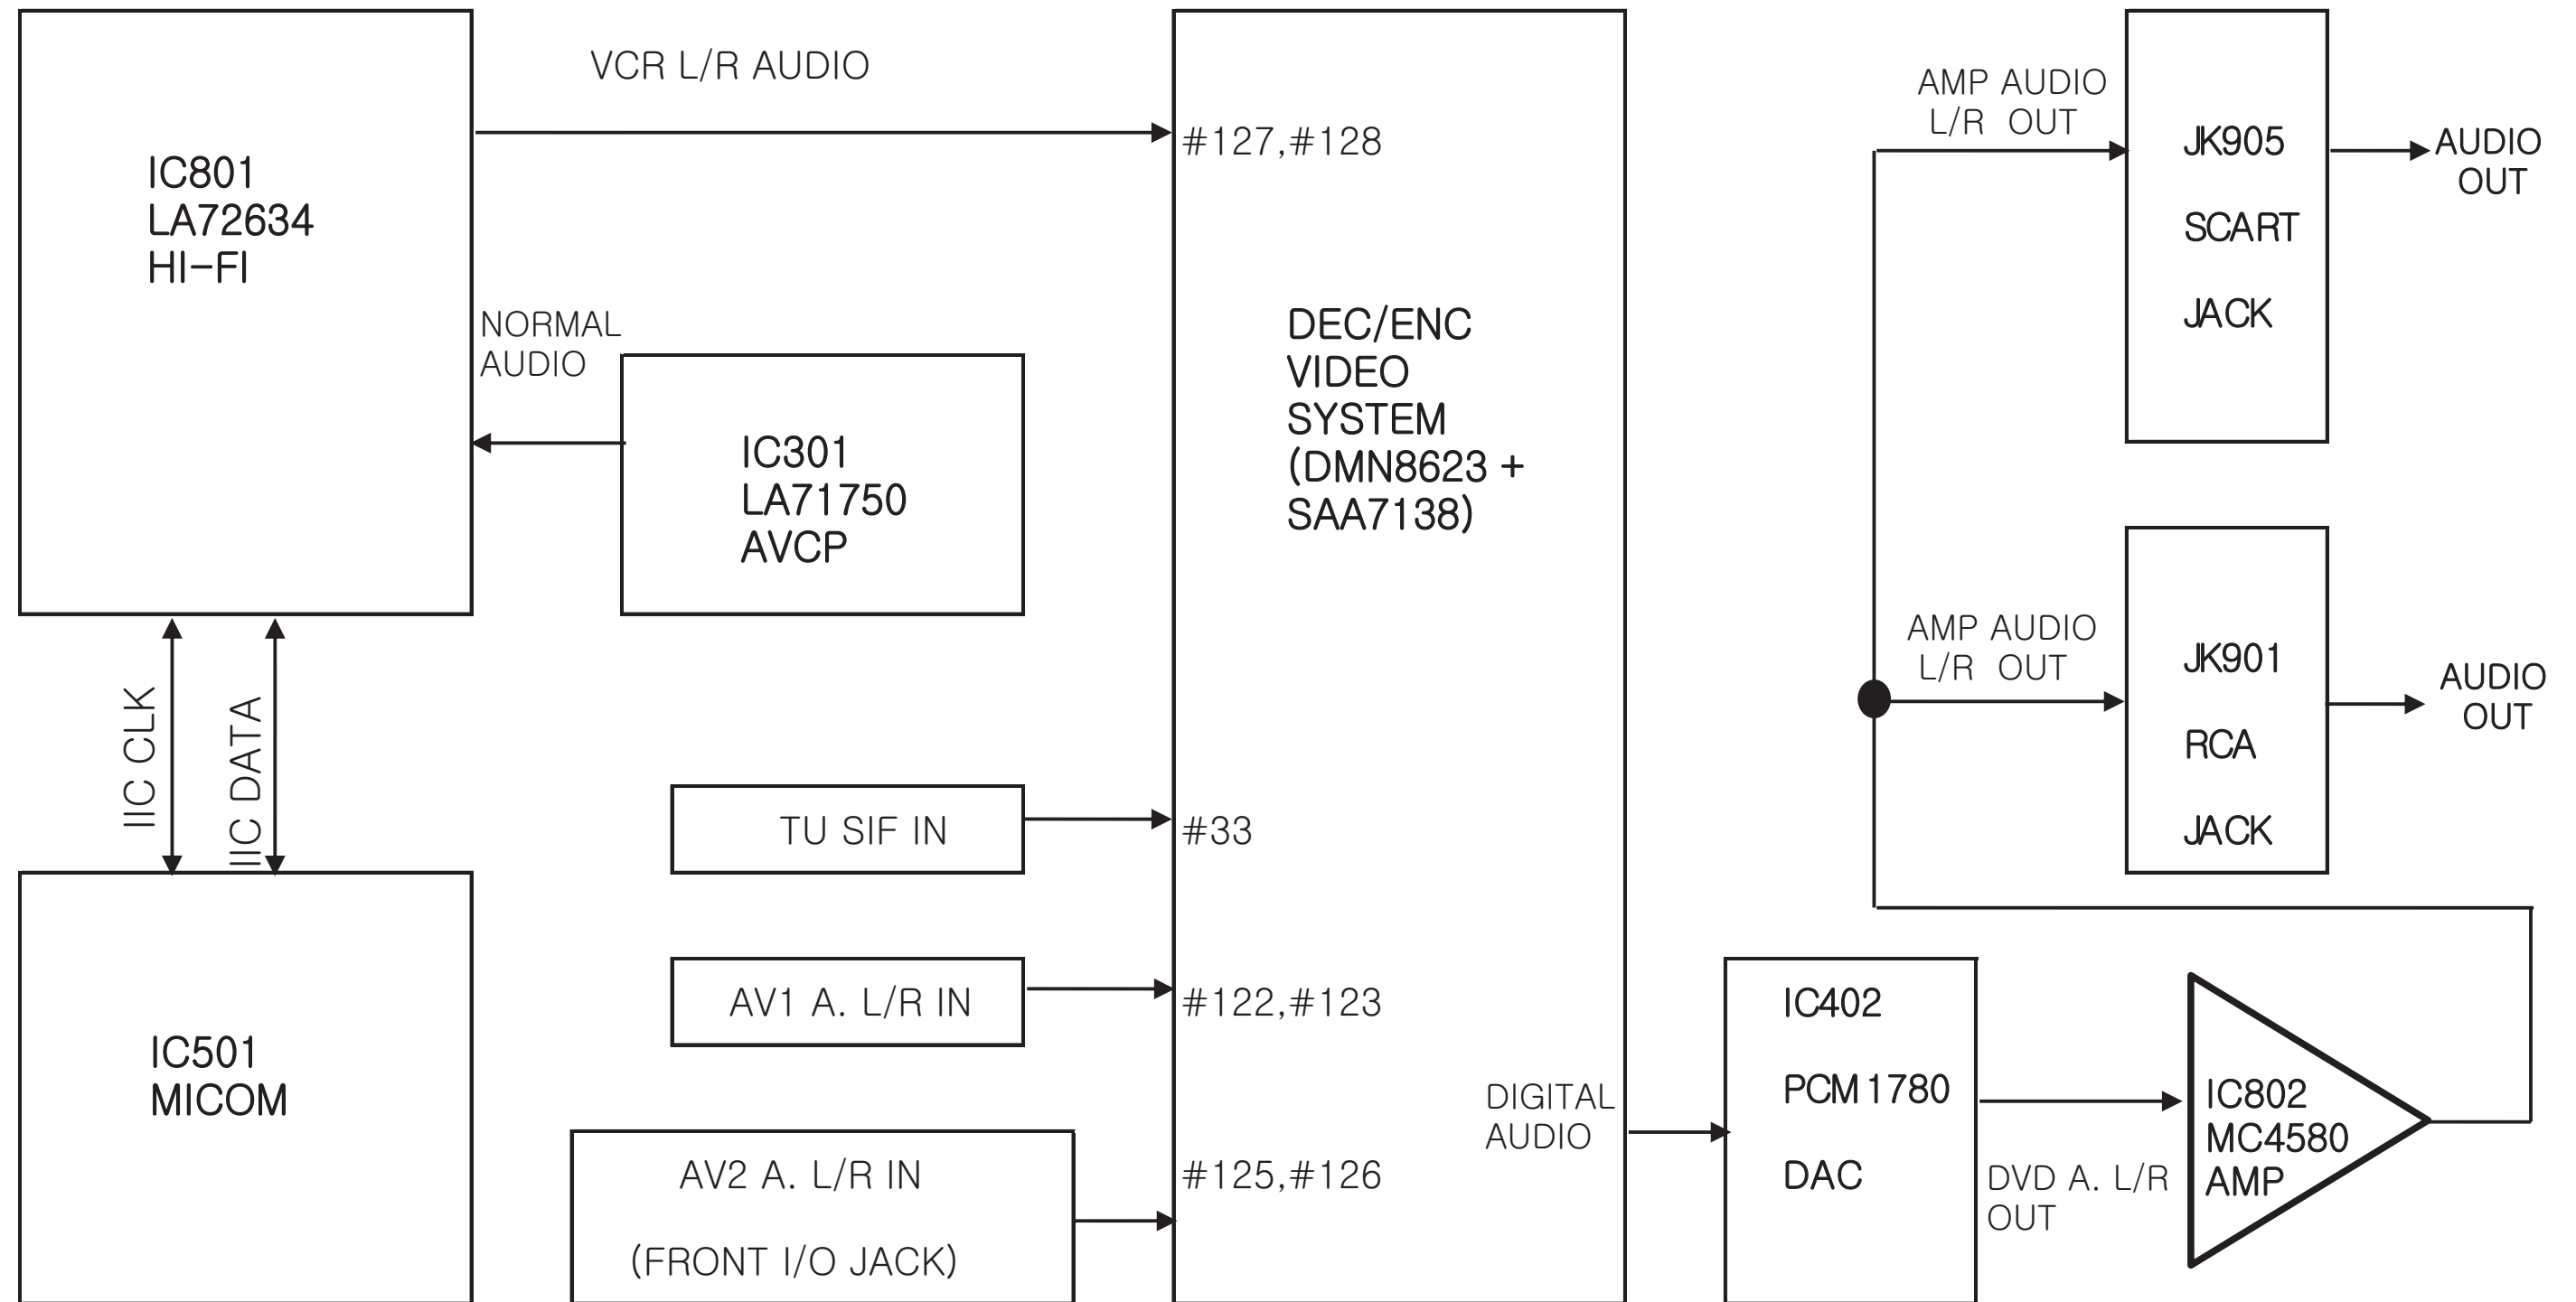 IC801
LA72634
HI-FI
VCR L/R AUDIO
NORMAL
AUDIO
IC301
LA71750
AVCP
IIC CLK
IIC DATA
IC501
MICOM
TU SIF IN
AV1 A. L/R IN
AV2 A. L/R IN
(FRONT I/O JACK)
#127,#128
DEC/ENC
VIDEO
SYSTEM
(DMN8623 +
SAA7138)
#33
#122,#123
#125,#126
DIGITAL
AUDIO
IC402
PCM1780
DAC
DVD A. L/R
OUT
IC802
MC4580
AMP
AMP AUDIO
L/R OUT
JK905
SCART
JACK
AUDIO
OUT
AMP AUDIO
L/R OUT
JK901
RCA
JACK
AUDIO
OUT